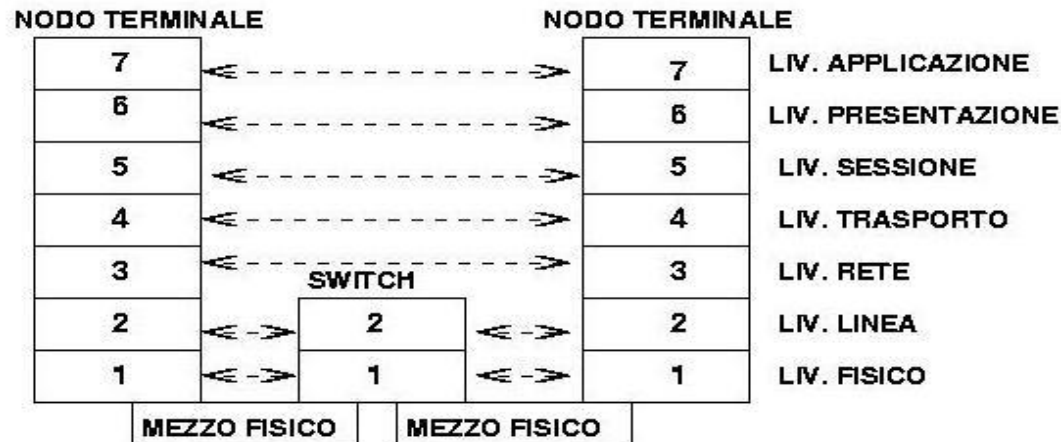 NODO TERMINALE NODO TERMINALE
7 7 LIV. APPLICAZIONE
6 6 LIV. PRESENTAZIONE
5 5 LIV. SESSIONE
4 4 LIV. TRASPORTO
3 3 LIV. RETE
SWITCH
2 2 2 LIV. LINEA
1 1 1 LIV. FISICO
MEZZO FISICO MEZZO FISICO